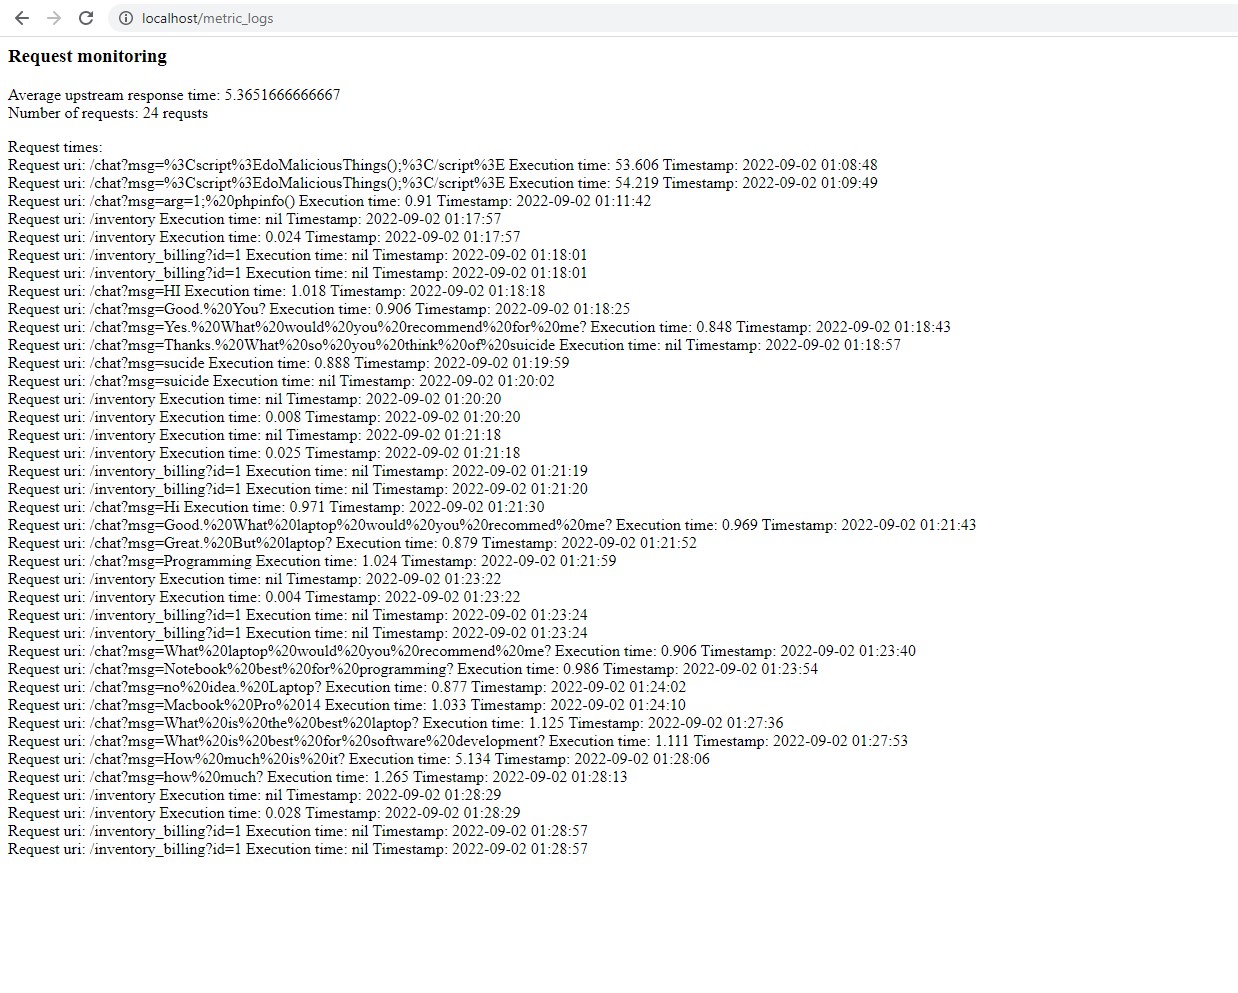 localhost/metric_logs
Request monitoring
Average upstream response time: 5.3651666666667
Number of requests: 24 requsts
Request times:
Request uri: /chat?msg=%3Cscript%3EdoMaliciousThings();%3C/script%3E Execution time: 53.606 Timestamp: 2022-09-02 01:08:48
Request uri: /chat?msg=%3Cscript%3EdoMaliciousThings();%3C/script%3E Execution time: 54.219 Timestamp: 2022-09-02 01:09:49
Request uri: /chat?msg=arg=1;%20phpinfo() Execution time: 0.91 Timestamp: 2022-09-02 01:11:42
Request uri: /inventory Execution time: nil Timestamp: 2022-09-02 01:17:57
Request uri: /inventory Execution time: 0.024 Timestamp: 2022-09-02 01:17:57
Request uri: /inventory_billing?id=1 Execution time: nil Timestamp: 2022-09-02 01:18:01
Request uri: /inventory_billing?id=1 Execution time: nil Timestamp: 2022-09-02 01:18:01
Request uri: /chat?msg=HI Execution time: 1.018 Timestamp: 2022-09-02 01:18:18
Request uri: /chat?msg=Good.%20You? Execution time: 0.906 Timestamp: 2022-09-02 01:18:25
Request uri: /chat?msg=Yes.%20What%20would%20you%20recommend%20for%20me? Execution time: 0.848 Timestamp: 2022-09-02 01:18:43
Request uri: /chat?msg=Thanks.%20What%20so%20you%20think%20of%20suicide Execution time: nil Timestamp: 2022-09-02 01:18:57
Request uri: /chat?msg=sucide Execution time: 0.888 Timestamp: 2022-09-02 01:19:59
Request uri: /chat?msg=suicide Execution time: nil Timestamp: 2022-09-02 01:20:02
Request uri: /inventory Execution time: nil Timestamp: 2022-09-02 01:20:20
Request uri: /inventory Execution time: 0.008 Timestamp: 2022-09-02 01:20:20
Request uri: /inventory Execution time: nil Timestamp: 2022-09-02 01:21:18
Request uri: /inventory Execution time: 0.025 Timestamp: 2022-09-02 01:21:18
Request uri: /inventory_billing?id=1 Execution time: nil Timestamp: 2022-09-02 01:21:19
Request uri: /inventory_billing?id=1 Execution time: nil Timestamp: 2022-09-02 01:21:20
Request uri: /chat?msg=Hi Execution time: 0.971 Timestamp: 2022-09-02 01:21:30
Request uri: /chat?msg=Good.%20What%20laptop%20would%20you%20recommed%20me? Execution time: 0.969 Timestamp: 2022-09-02 01:21:43
Request uri: /chat?msg=Great.%20But%20laptop? Execution time: 0.879 Timestamp: 2022-09-02 01:21:52
Request uri: /chat?msg=Programming Execution time: 1.024 Timestamp: 2022-09-02 01:21:59
Request uri: /inventory Execution time: nil Timestamp: 2022-09-02 01:23:22
Request uri: /inventory Execution time: 0.004 Timestamp: 2022-09-02 01:23:22
Request uri: /inventory_billing?id=1 Execution time: nil Timestamp: 2022-09-02 01:23:24
Request uri: /inventory_billing?id=1 Execution time: nil Timestamp: 2022-09-02 01:23:24
Request uri: /chat?msg=What%20laptop%20would%20you%20recommend%20me? Execution time: 0.906 Timestamp: 2022-09-02 01:23:40
Request uri: /chat?msg=Notebook%20best%20for%20programming? Execution time: 0.986 Timestamp: 2022-09-02 01:23:54
Request uri: /chat?msg=no%20idea.%20Laptop? Execution time: 0.877 Timestamp: 2022-09-02 01:24:02
Request uri: /chat?msg=Macbook%20Pro%2014 Execution time: 1.033 Timestamp: 2022-09-02 01:24:10
Request uri: /chat?msg=What%20is%20the%20best%20laptop? Execution time: 1.125 Timestamp: 2022-09-02 01:27:36
Request uri: /chat?msg=What%20is%20best%20for%20software%20development? Execution time: 1.111 Timestamp: 2022-09-02 01:27:53
Request uri: /chat?msg=How%20much%20is%20it? Execution time: 5.134 Timestamp: 2022-09-02 01:28:06
Request uri: /chat?msg=how%20much? Execution time: 1.265 Timestamp: 2022-09-02 01:28:13
Request uri: /inventory Execution time: nil Timestamp: 2022-09-02 01:28:29
Request uri: /inventory Execution time: 0.028 Timestamp: 2022-09-02 01:28:29
Request uri: /inventory_billing?id=1 Execution time: nil Timestamp: 2022-09-02 01:28:57
Request uri: /inventory_billing?id=1 Execution time: nil Timestamp: 2022-09-02 01:28:57